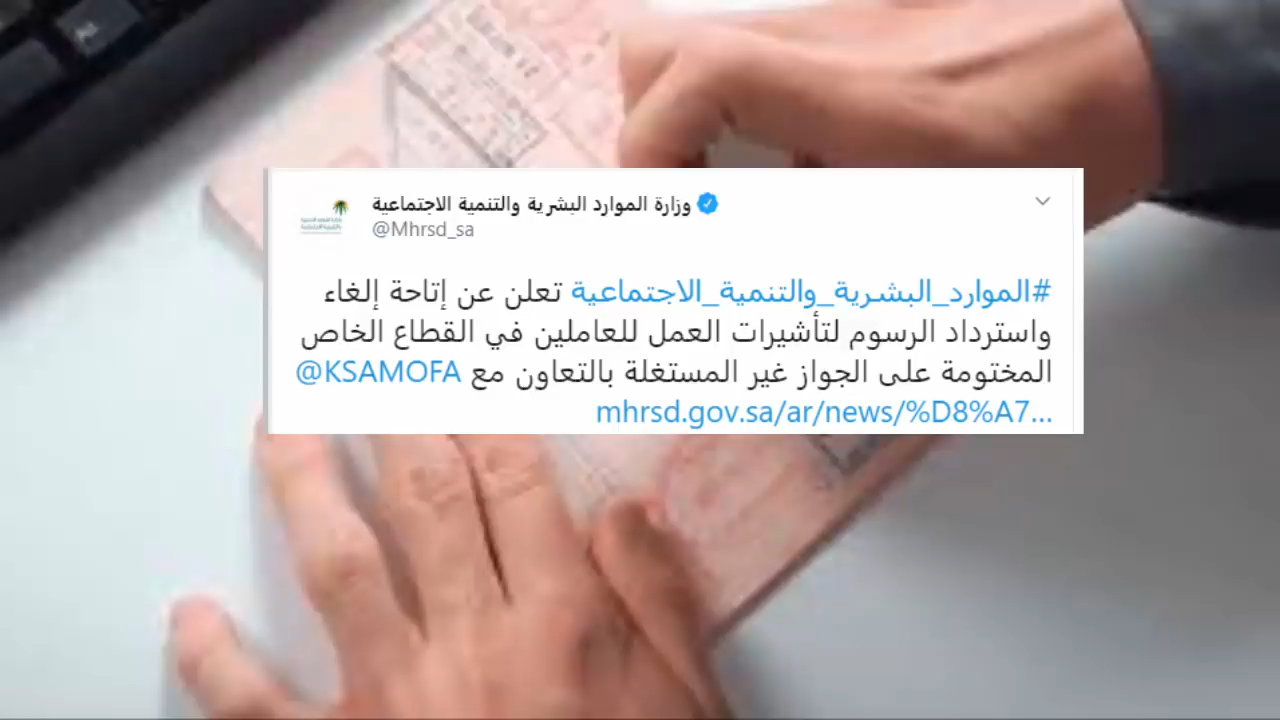 وزارة الموارد البشرية والتنمية الاجتماعية
@Mhrsd_sa
#الموارد_البشرية_والتنمية_الاجتماعية تعلن عن إتاحة إلغاء
واسترداد الرسوم لتأشيرات العمل للعاملين في القطاع الخاص
المختومة على الجواز غير المستغلة بالتعاون مع @KSAMOFA
mhrsd.gov.sa/ar/news/%D8%A7...